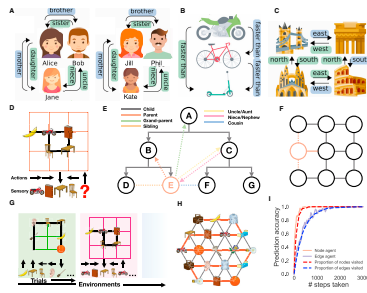 A
brother
sister
mother
daughter
uncle
niece
Alice
Bob
Jane
brother
sister
mother
daughter
uncle
niece
Jill
Phil
Kate
B
faster than
faster than
faster than
C
east
west
north
south
north
south
east
west
D
Actions
Sensory
?
E
Child
Parent
Grand-parent
Sibling
Uncle/Aunt
Niece/Nephew
Cousin
A
B
C
D
E
F
G
F
G
Trials
Environments
H
I
Prediction accuracy
1.0
0.8
0.6
0.4
0.2
0.0
Node agent
Edge agent
Proportion of nodes visited
Proportion of edges visited
0
1000
2000
3000
# steps taken